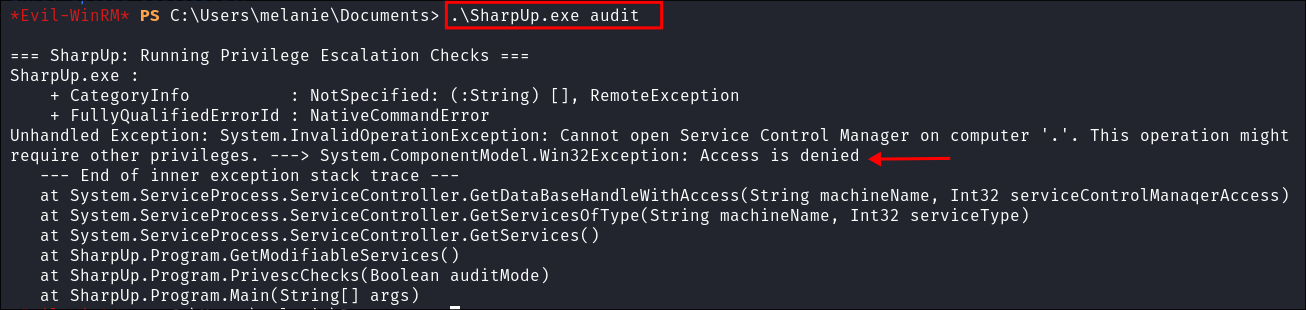 *Evil-WinRM* PS C:\Users\melanie\Documents> .\SharpUp.exe audit
=== SharpUp: Running Privilege Escalation Checks ===
SharpUp.exe :
    + CategoryInfo          : NotSpecified: (:String) [], RemoteException
    + FullyQualifiedErrorId : NativeCommandError
Unhandled Exception: System.InvalidOperationException: Cannot open Service Control Manager on computer '.'. This operation might
require other privileges. ---> System.ComponentModel.Win32Exception: Access is denied
   --- End of inner exception stack trace ---
   at System.ServiceProcess.ServiceController.GetDataBaseHandleWithAccess(String machineName, Int32 serviceControlManaqerAccess)
   at System.ServiceProcess.ServiceController.GetServicesOfType(String machineName, Int32 serviceType)
   at System.ServiceProcess.ServiceController.GetServices()
   at SharpUp.Program.GetModifiableServices()
   at SharpUp.Program.PrivescChecks(Boolean auditMode)
   at SharpUp.Program.Main(String[] args)